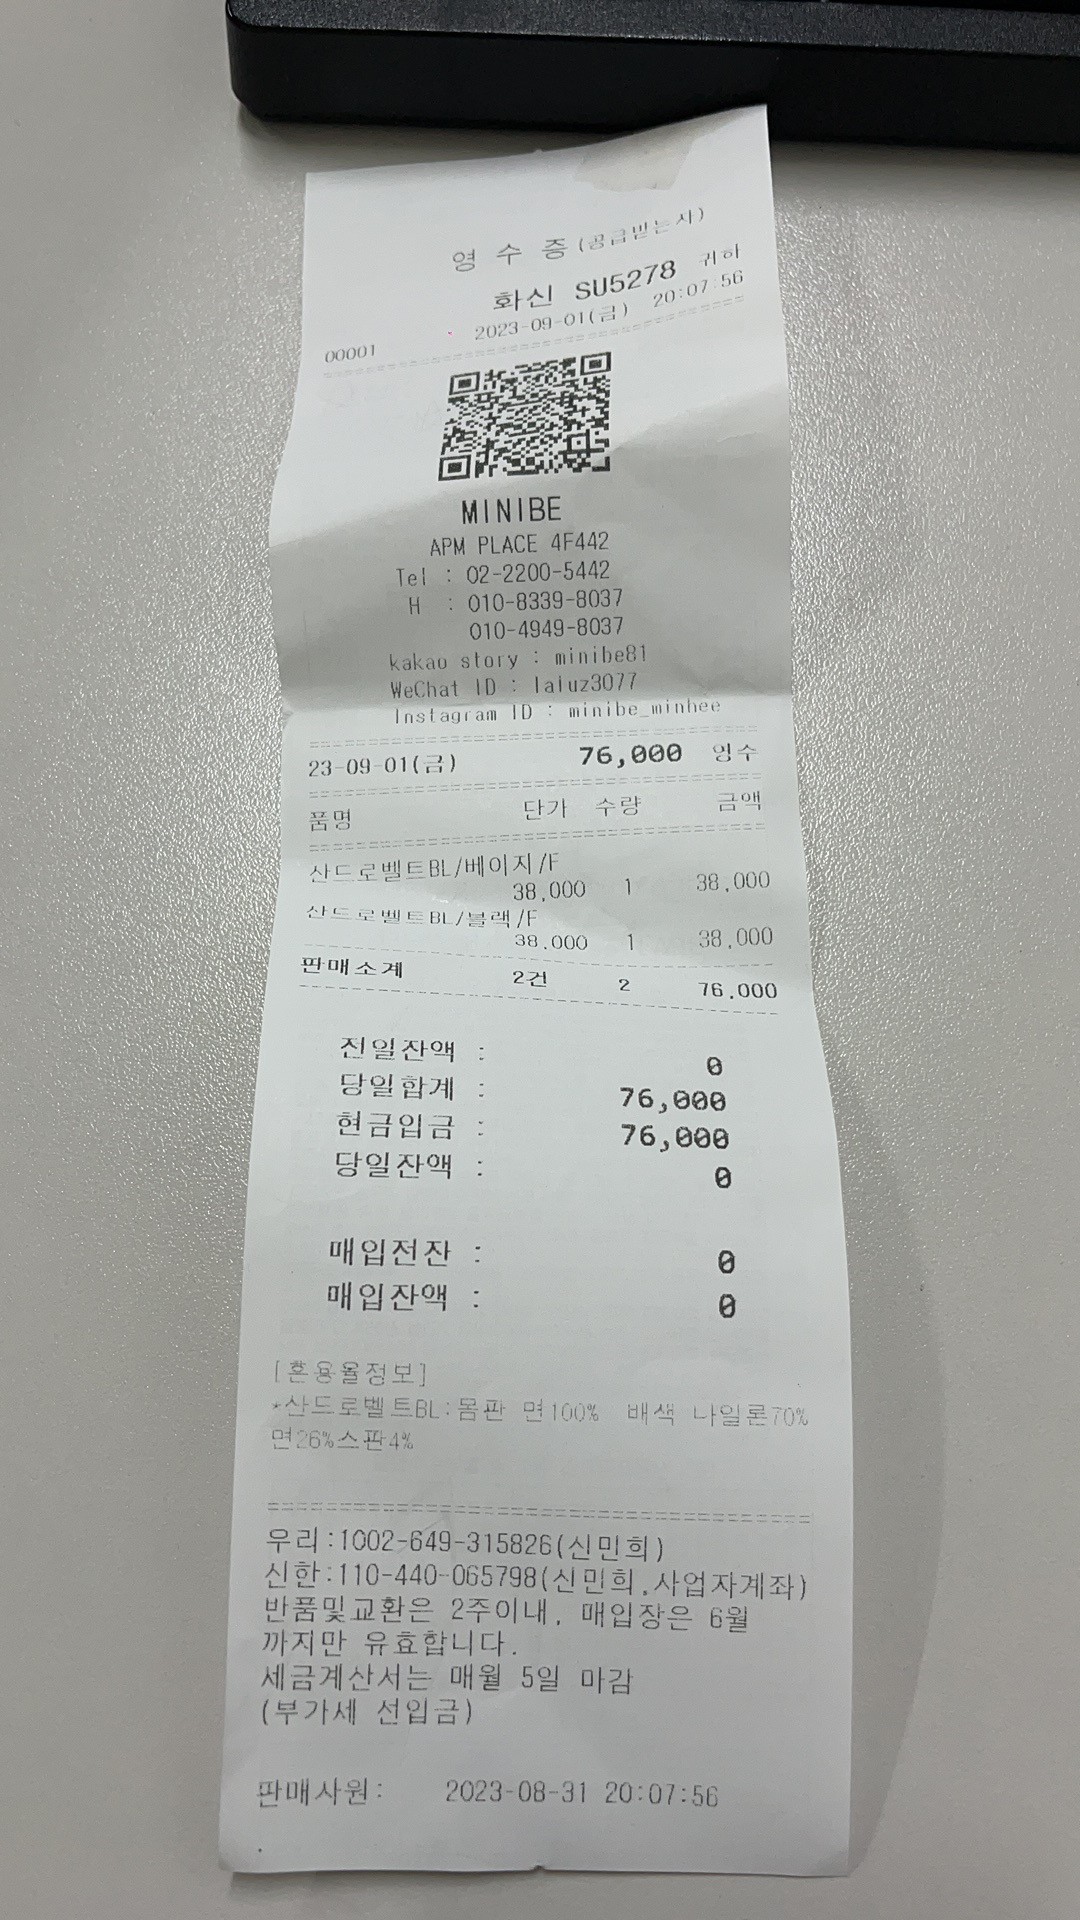 영 수 증(공급받는자)
화신 SU5278 귀하
00001 2023-09-01(금) 20:07:56
MINIBE
APM PLACE 4F442
Tel : 02-2200-5442
H : 010-8339-8037
010-4949-8037
kakao story : minibe81
WeChat ID : laluz3077
Instagram ID : minibe_minhee
23-09-01(금) 76,000 영수
품명 단가 수량 금액
산드로벨트BL/베이지/F
38,000 1 38,000
산드로벨트BL/블랙/F
38,000 1 38,000
판매소계 2건 2 76,000
전일잔액 : 0
당일합계 : 76,000
현금입금 : 76,000
당일잔액 : 0
매입전잔 : 0
매입잔액 : 0
[혼용율정보]
*산드로벨트BL:몸판 면100% 배색 나일론70%
면26%스판4%
우리:1002-649-315826(신민희)
신한:110-440-065798(신민희,사업자계좌)
반품및교환은 2주이내, 매입장은 6월
까지만 유효합니다.
세금계산서는 매월 5일 마감
(부가세 선입금)
판매사원: 2023-08-31 20:07:56